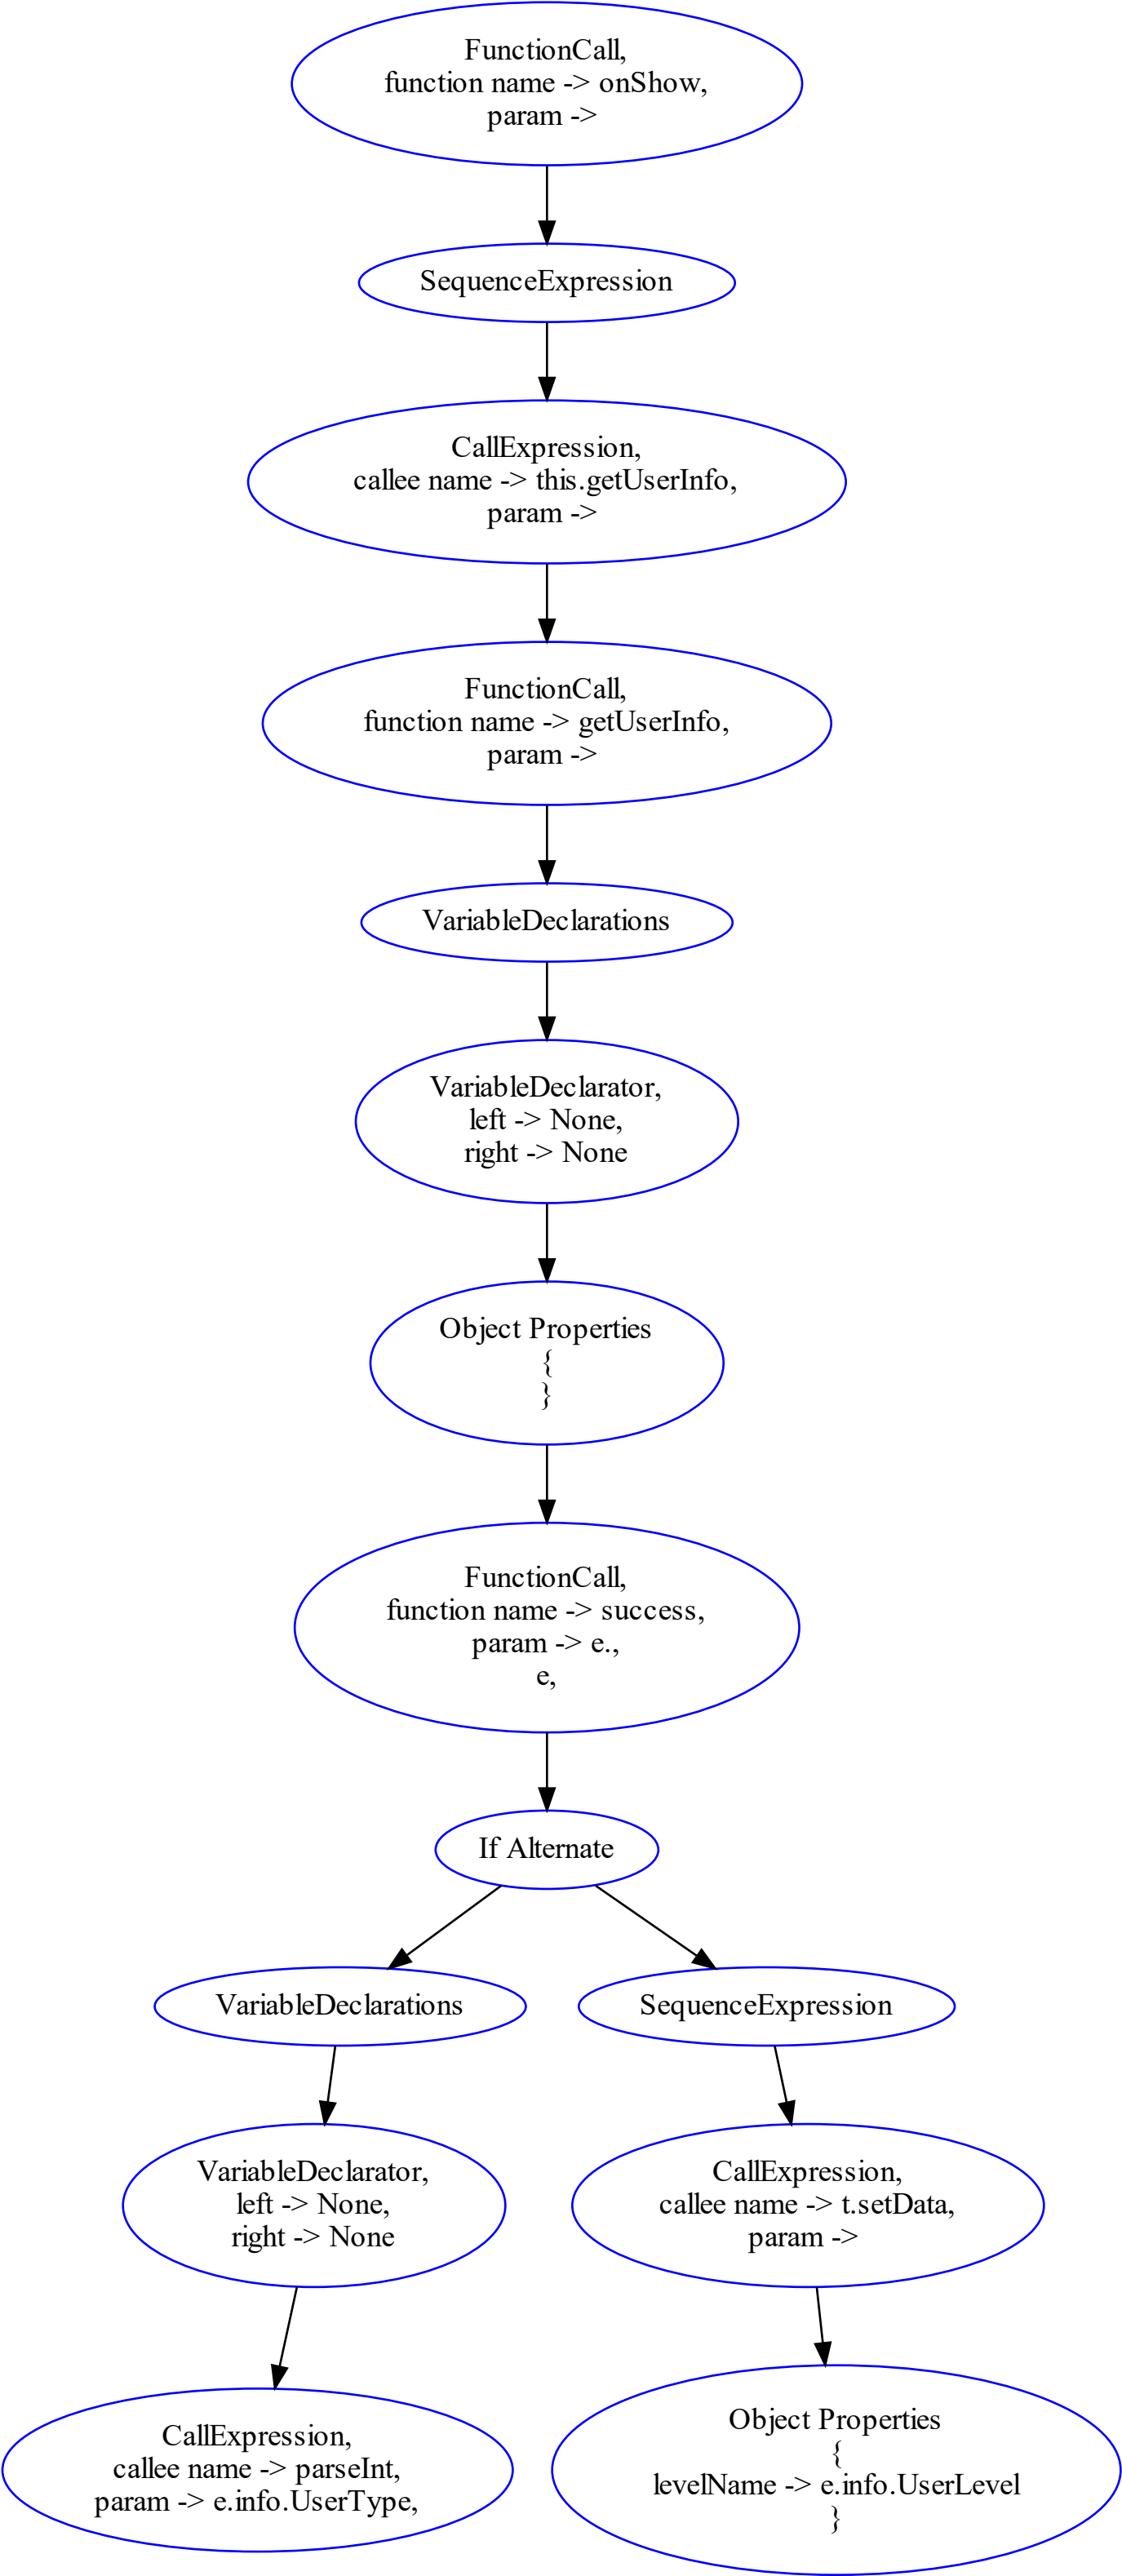 FunctionCall,
function name -> onShow,
param ->
SequenceExpression
CallExpression,
callee name -> this.getUserInfo,
param ->
FunctionCall,
function name -> getUserInfo,
param ->
VariableDeclarations
VariableDeclarator,
left -> None,
right -> None
Object Properties
{
}
FunctionCall,
function name -> success,
param -> e.,
e,
If Alternate
VariableDeclarations
SequenceExpression
VariableDeclarator,
left -> None,
right -> None
CallExpression,
callee name -> t.setData,
param ->
CallExpression,
callee name -> parseInt,
param -> e.info.UserType,
Object Properties
{
levelName -> e.info.UserLevel
}